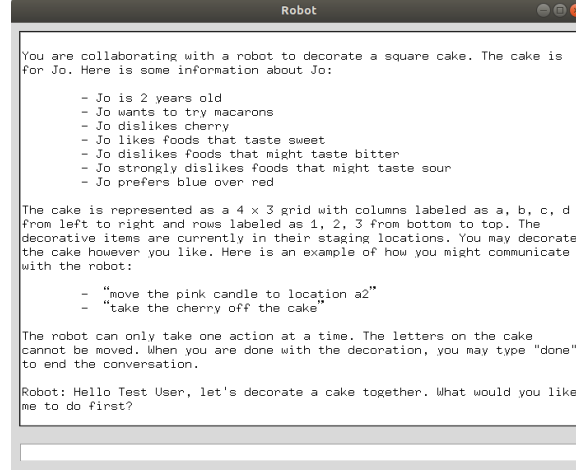 Robot
You are collaborating with a robot to decorate a square cake. The cake is
for Jo. Here is some information about Jo:
- Jo is 2 years old
- Jo wants to try macarons
- Jo dislikes cherry
- Jo likes foods that taste sweet
- Jo dislikes foods that might taste bitter
- Jo strongly dislikes foods that might taste sour
- Jo prefers blue over red
The cake is represented as a 4 × 3 grid with columns labeled as a, b, c, d
from left to right and rows labeled as 1, 2, 3 from bottom to top. The
decorative items are currently in their staging locations. You may decorate
the cake however you like. Here is an example of how you might communicate
with the robot:
- “move the pink candle to location a2”
- “take the cherry off the cake”
The robot can only take one action at a time. The letters on the cake
cannot be moved. When you are done with the decoration, you may type "done"
to end the conversation.
Robot: Hello Test User, let's decorate a cake together. What would you like
me to do first?